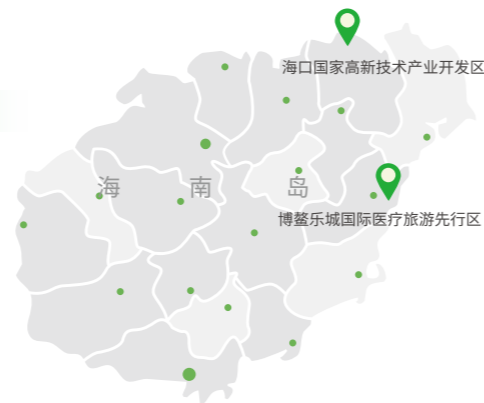 海口国家高新技术产业开发区
海 南 岛
博鳌乐城国际医疗旅游先行区